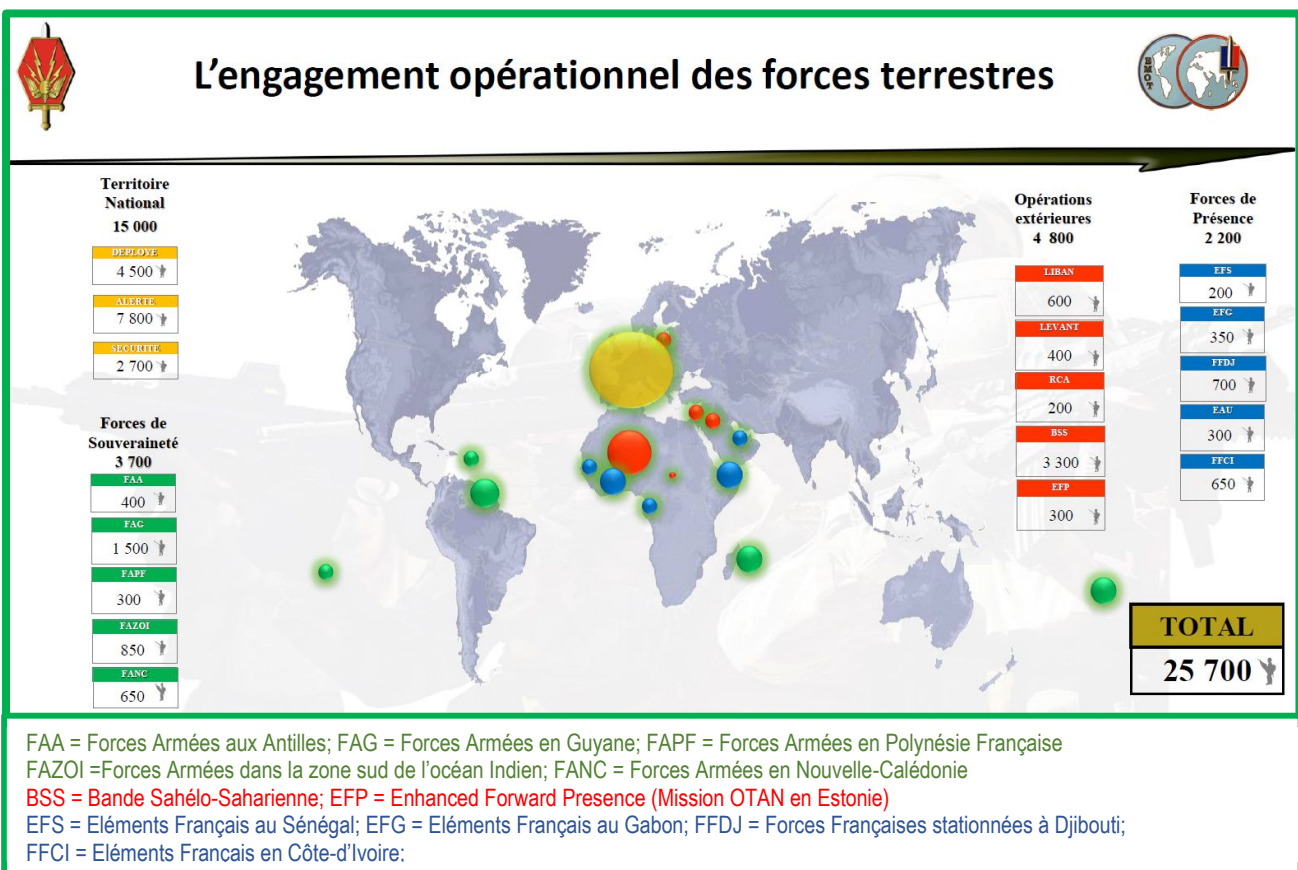 L'engagement opérationnel des forces terrestres
EMOT
Territoire
National
15 000
DEPLOYE
4 500
ALERTE
7 800
SECURITE
2 700
Forces de
Souveraineté
3 700
FAA
400
FAG
1 500
FAPF
300
FAZOI
850
FANC
650
Opérations
extérieures
4 800
LIBAN
600
LEVANT
400
RCA
200
BSS
3 300
EFP
300
Forces de
Présence
2 200
EFS
200
EFG
350
FFDJ
700
EAU
300
FFCI
650
TOTAL
25 700
FAA = Forces Armées aux Antilles; FAG = Forces Armées en Guyane; FAPF = Forces Armées en Polynésie Française
FAZOI =Forces Armées dans la zone sud de l'océan Indien; FANC = Forces Armées en Nouvelle-Calédonie
BSS = Bande Sahélo-Saharienne; EFP = Enhanced Forward Presence (Mission OTAN en Estonie)
EFS = Eléments Français au Sénégal; EFG = Eléments Français au Gabon; FFDJ = Forces Françaises stationnées à Djibouti;
FFCI = Eléments Francais en Côte-d'Ivoire: